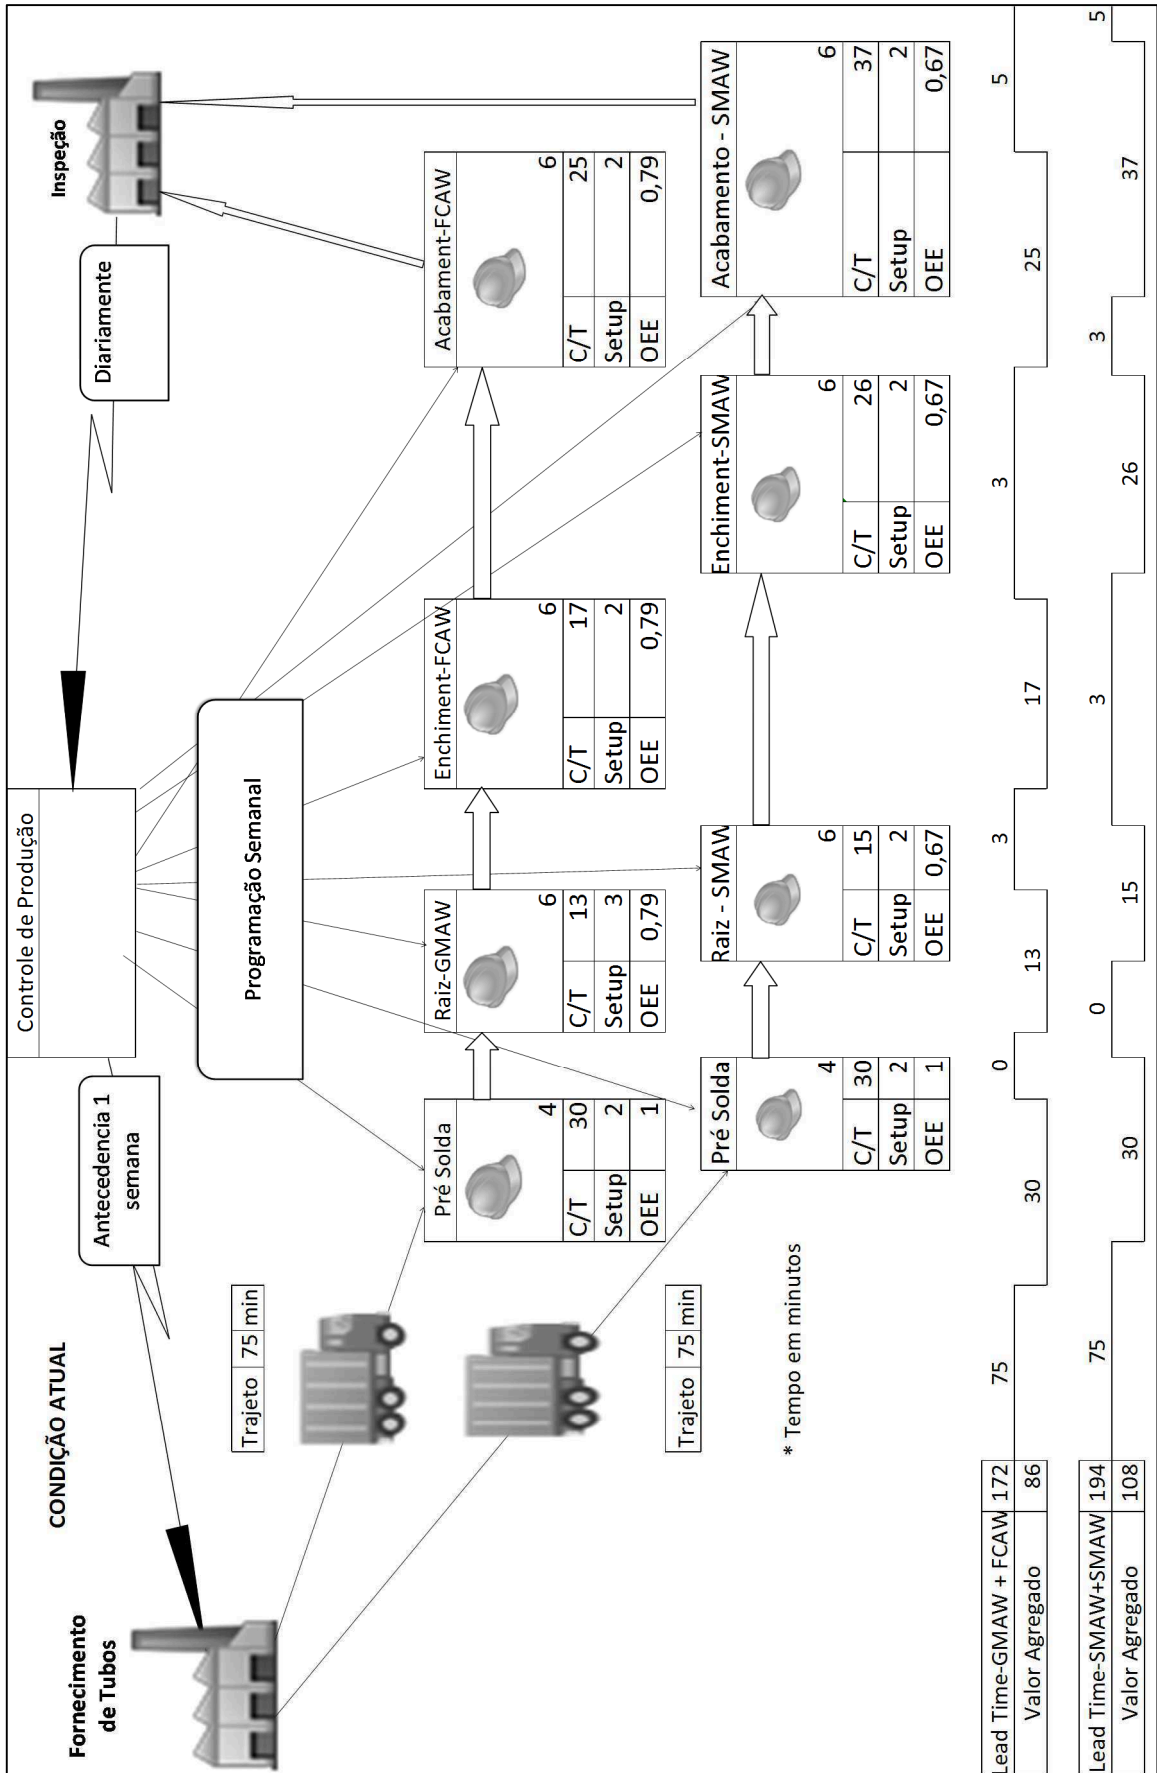 CONDIÇÃO ATUAL
Fornecimento
de Tubos
Antecedencia 1
semana
Controle de Produção
Diariamente
Inspeção
Programação Semanal
Trajeto 75 min
Trajeto 75 min
* Tempo em minutos
Pré Solda
4
C/T 30
Setup 2
OEE 1
Raiz-GMAW
6
C/T 13
Setup 3
OEE 0,79
Enchiment-FCAW
6
C/T 17
Setup 2
OEE 0,79
Acabament-FCAW
6
C/T 25
Setup 2
OEE 0,79
Pré Solda
4
C/T 30
Setup 2
OEE 1
Raiz - SMAW
6
C/T 15
Setup 2
OEE 0,67
Enchiment-SMAW
6
C/T 26
Setup 2
OEE 0,67
Acabamento - SMAW
6
C/T 37
Setup 2
OEE 0,67
Lead Time-GMAW + FCAW 172 75 0 3 3 5
Valor Agregado 86 30 13 17 25
Lead Time-SMAW+SMAW 194 75 0 3 3 5
Valor Agregado 108 30 15 26 37